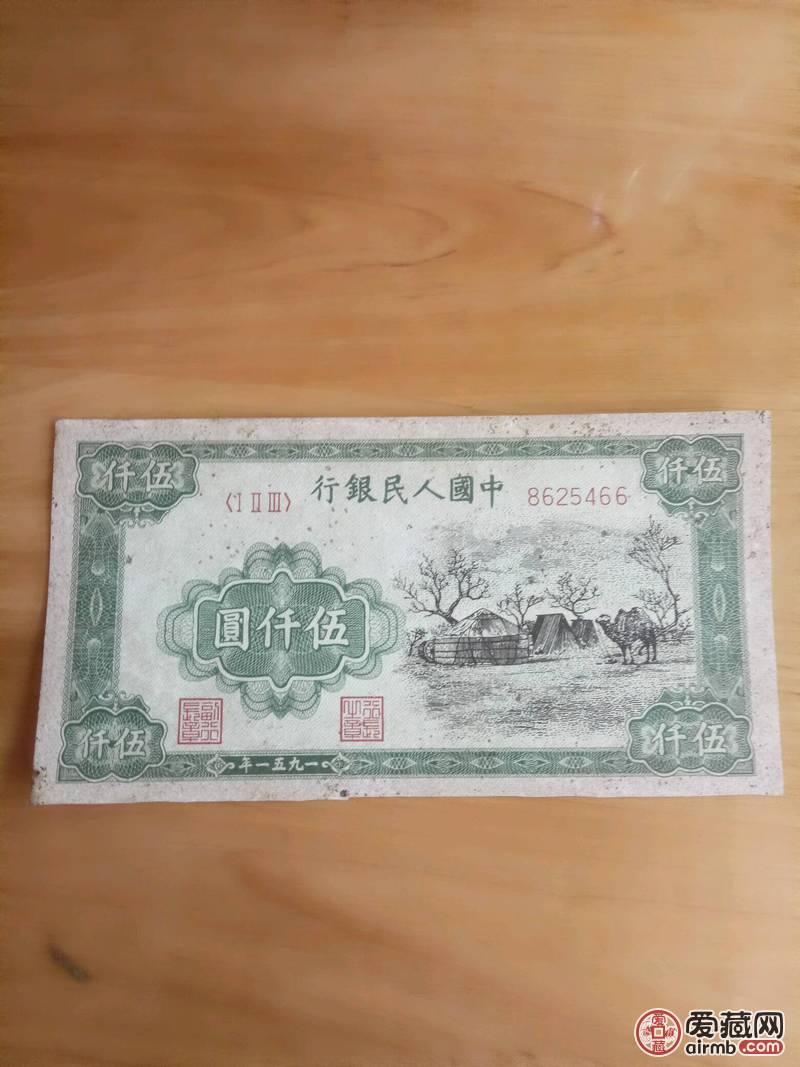 伍仟 伍仟
〈I II III〉 行銀民人國中 8625466
圓仟伍
伍仟 伍仟
年一五九一
爱藏网
airmb.com